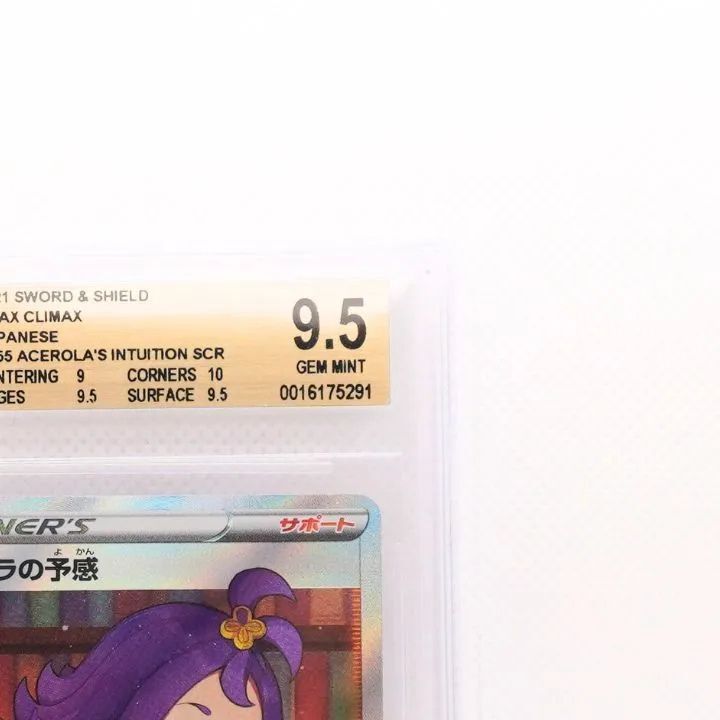 21 SWORD & SHIELD
AX CLIMAX
PANESE
55 ACEROLA'S INTUITION SCR
NTERING 9 CORNERS 10
GES 9.5 SURFACE 9.5
9.5
GEM MINT
0016175291
NER'S サポート
よ かん
ラの予感